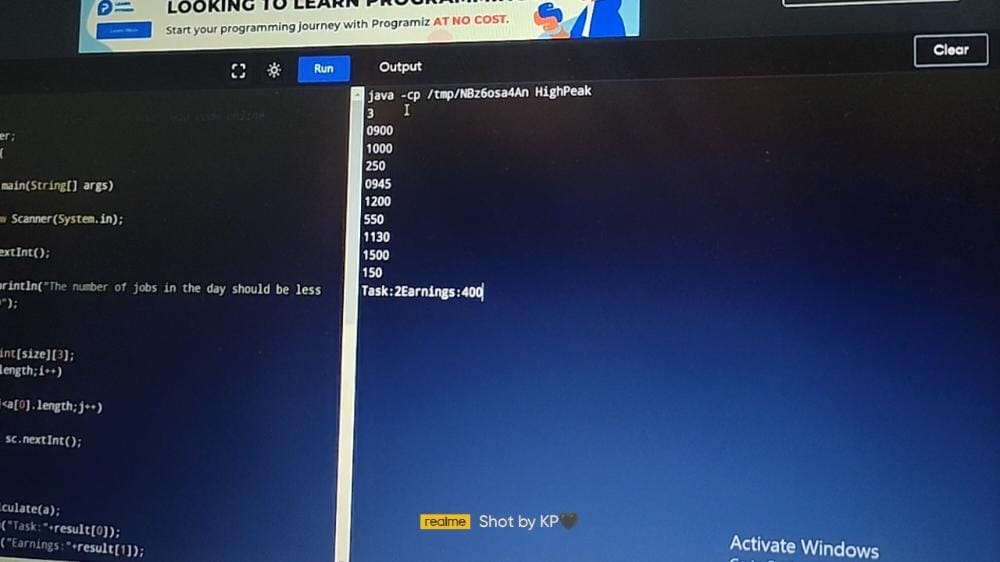 LOOKING TO LEARN
Start your programming journey with Programiz AT NO COST.
Run
Output
Clear
er;
{
main(String[] args)
w Scanner(System.in);
extInt();
println("The number of jobs in the day should be less
");
int[size][3];
length;i++)
<a[0].length;j++)
sc.nextInt();
culate(a);
("Task:"+result[0]);
("Earnings:"+result[1]);
java -cp /tmp/NBz6osa4An HighPeak
3
0900
1000
250
0945
1200
550
1130
1500
150
Task:2Earnings:400
realme Shot by KP🖤
Activate Windows